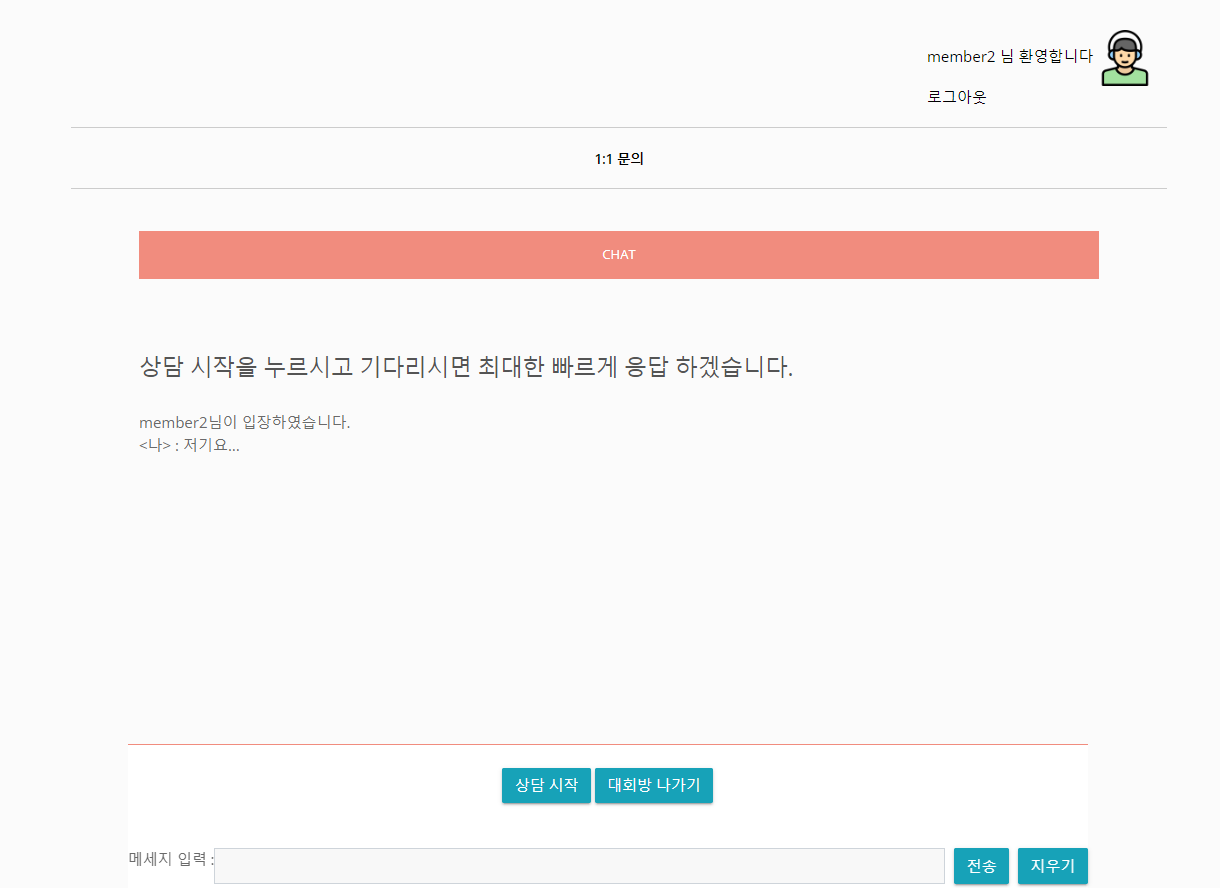 member2 님 환영합니다
로그아웃
1:1 문의
CHAT
상담 시작을 누르시고 기다리시면 최대한 빠르게 응답 하겠습니다.
member2님이 입장하였습니다.
<나> : 저기요...
상담 시작 대회방 나가기
메세지 입력 : 전송 지우기